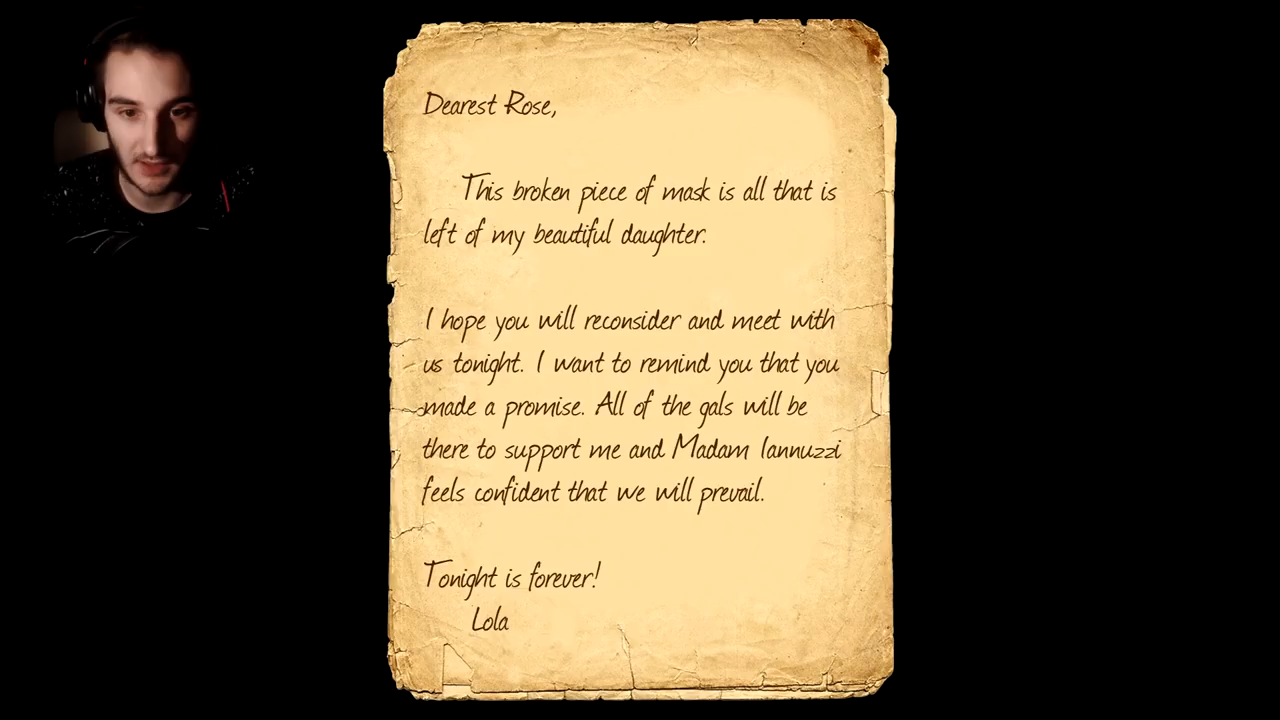 Dearest Rose,
This broken piece of mask is all that is
left of my beautiful daughter.
I hope you will reconsider and meet with
us tonight. I want to remind you that you
made a promise. All of the gals will be
there to support me and Madam Iannuzzi
feels confident that we will prevail.
Tonight is forever!
Lola